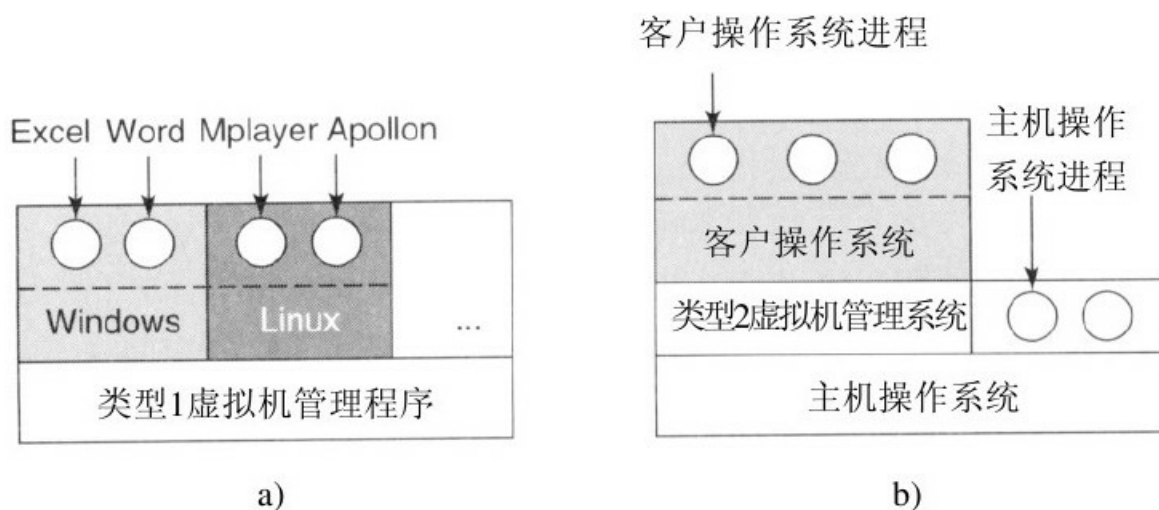 Excel Word Mplayer Apollon
Windows
Linux
...
类型1虚拟机管理程序
a)
客户操作系统进程
主机操作
系统进程
客户操作系统
类型2虚拟机管理系统
主机操作系统
b)